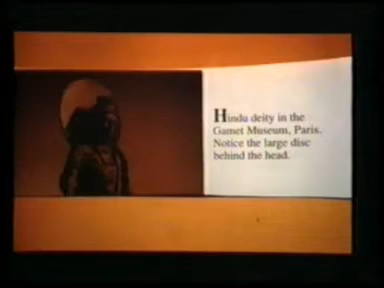 Hindu deity in the
Gamet Museum, Paris.
Notice the large disc
behind the head.